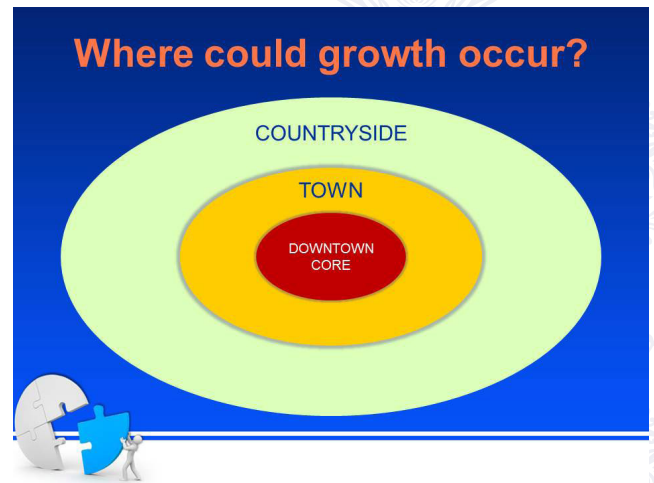 Where could growth occur?
COUNTRYSIDE
TOWN
DOWNTOWN
CORE